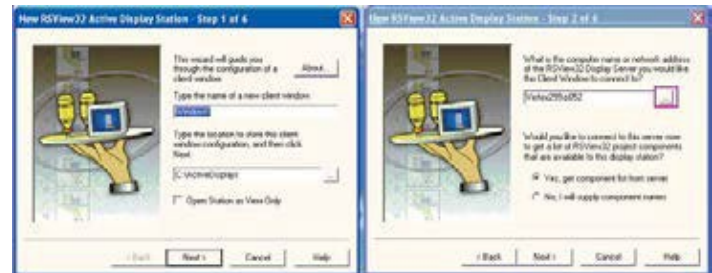 New RSView32 Active Display Station - Step 1 of 6
This wizard will guide you
through the configuration of a
client window.
About...
Type the name of a new client window.
Type the location to store this client
window configuration, and then click
Next.
C:\ActiveDisplays
...
Open Station as View Only
< Back
Next >
Cancel
Help
New RSView32 Active Display Station - Step 2 of 6
What is the computer name or network address
of the RSView32 Display Server you would like
this Client Window to connect to?
...
Would you like to connect to this server now
to get a list of RSView32 project components
that are available to this display station?
Yes, get component list from server
No, I will supply component names
< Back
Next >
Cancel
Help